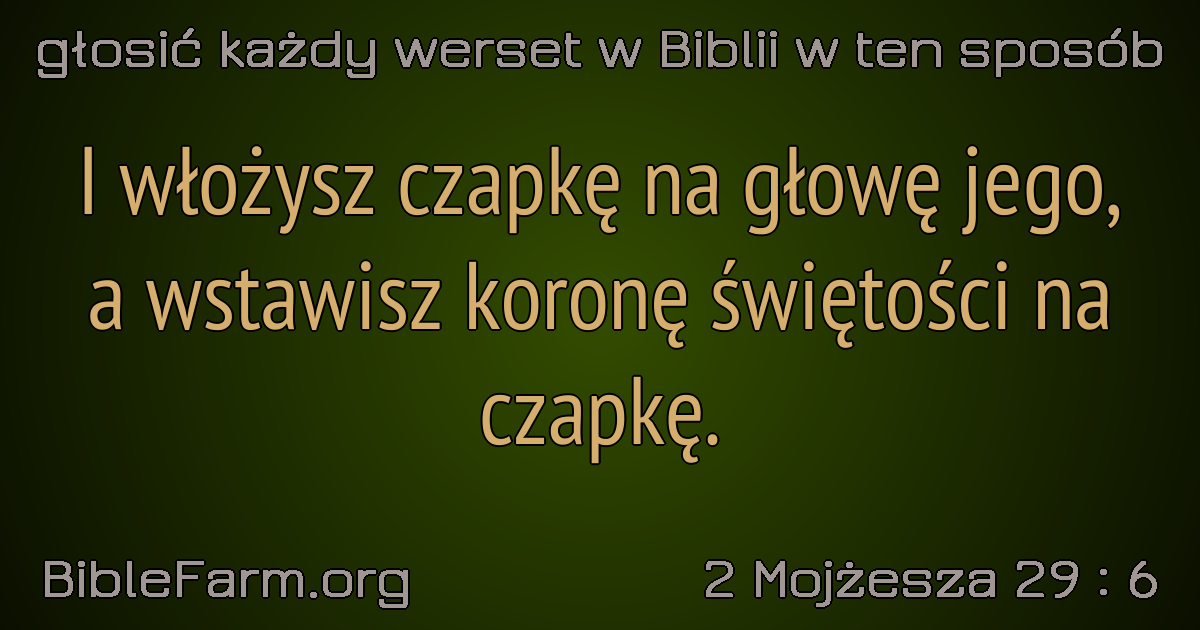 głosić każdy werset w Biblii w ten sposób
I włożysz czapkę na głowę jego,
a wstawisz koronę świętości na
czapkę.
BibleFarm.org
2 Mojżesza 29 : 6